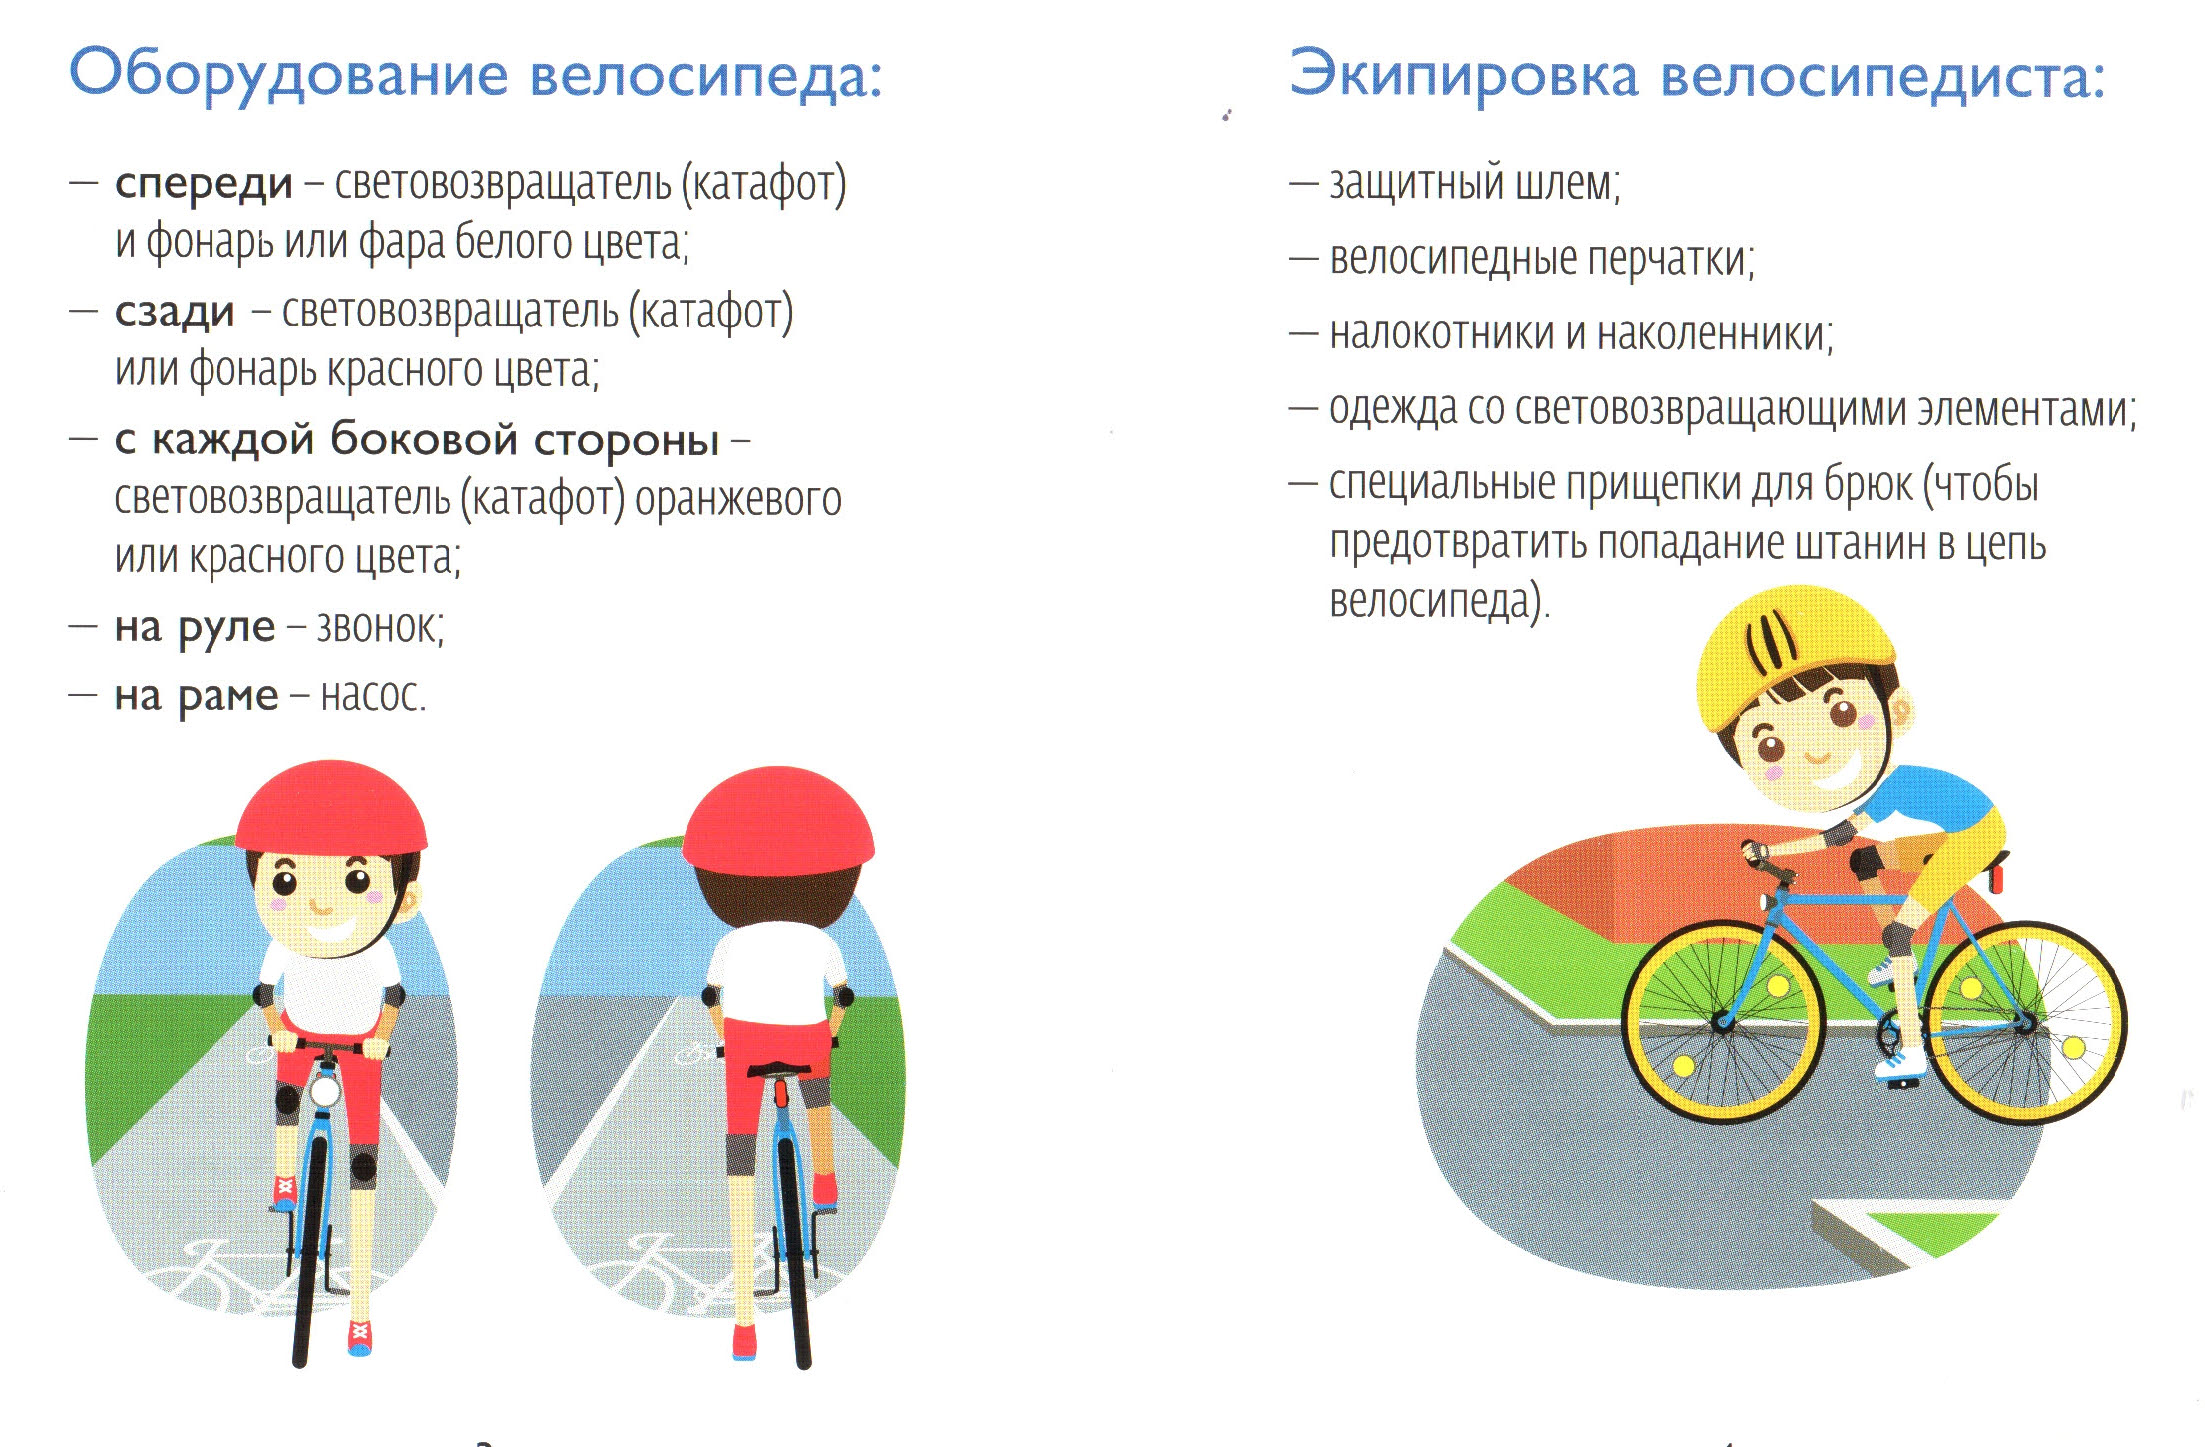 Оборудование велосипеда:
— спереди – световозвращатель (катафот)
и фонарь или фара белого цвета;
— сзади – световозвращатель (катафот)
или фонарь красного цвета;
— с каждой боковой стороны –
световозвращатель (катафот) оранжевого
или красного цвета;
— на руле – звонок;
— на раме – насос.
Экипировка велосипедиста:
— защитный шлем;
— велосипедные перчатки;
— налокотники и наколенники;
— одежда со световозвращающими элементами;
— специальные прищепки для брюк (чтобы
предотвратить попадание штанин в цепь
велосипеда).